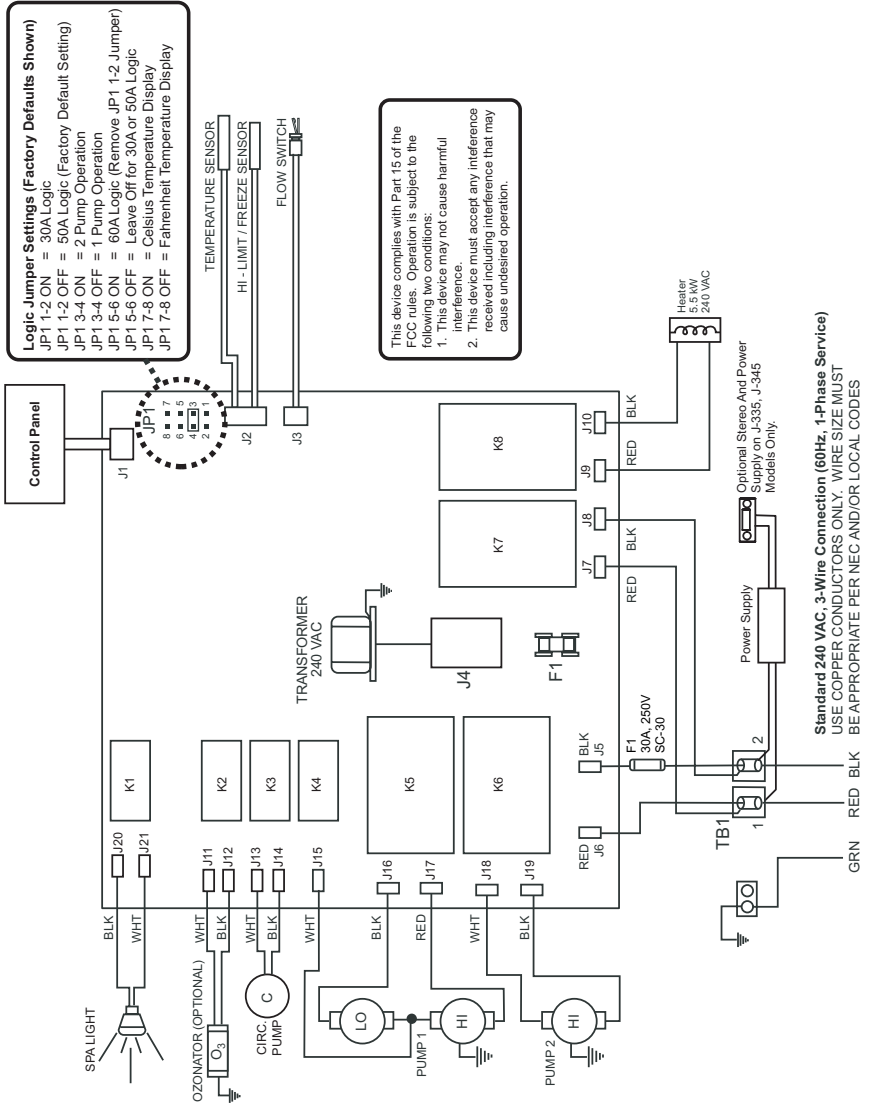 Logic Jumper Settings (Factory Defaults Shown)
JP1 1-2 ON = 30A Logic
JP1 1-2 OFF = 50A Logic (Factory Default Setting)
JP1 3-4 ON = 2 Pump Operation
JP1 3-4 OFF = 1 Pump Operation
JP1 5-6 ON = 60A Logic (Remove JP1 1-2 Jumper)
JP1 5-6 OFF = Leave Off for 30A or 50A Logic
JP1 7-8 ON = Celsius Temperature Display
JP1 7-8 OFF = Fahrenheit Temperature Display
Control Panel
J1
JP1
8 7
6 5
4 3
2 1
J2
J3
TEMPERATURE SENSOR
HI - LIMIT / FREEZE SENSOR
FLOW SWITCH
This device complies with Part 15 of the
FCC rules. Operation is subject to the
following two conditions:
1. This device may not cause harmful
interference.
2. This device must accept any inteference
received including interference that may
cause undesired operation.
SPA LIGHT
BLK
WHT
J20
J21
K1
OZONATOR (OPTIONAL)
O3
WHT
BLK
J11
J12
K2
CIRC.
PUMP
C
WHT
BLK
J13
J14
K3
WHT
J15
K4
TRANSFORMER
240 VAC
J4
F1
LO
HI
PUMP 1
BLK
RED
J16
J17
K5
HI
PUMP 2
WHT
BLK
J18
J19
K6
K7
K8
RED
J6
BLK
J5
J7
J8
J9
J10
RED
BLK
RED
BLK
F1
30A, 250V
SC-30
Heater
5.5 kW
240 VAC
TB1
1
2
Power Supply
Optional Stereo And Power
Supply on J-335, J-345
Models Only.
GRN
RED
BLK
Standard 240 VAC, 3-Wire Connection (60Hz, 1-Phase Service)
USE COPPER CONDUCTORS ONLY. WIRE SIZE MUST
BE APPROPRIATE PER NEC AND/OR LOCAL CODES